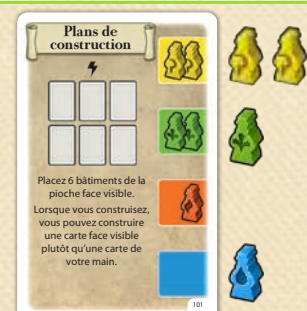 Plans de
construction
Placez 6 bâtiments de la
pioche face visible.
Lorsque vous construisez,
vous pouvez construire
une carte face visible
plutôt qu'une carte de
votre main.
101